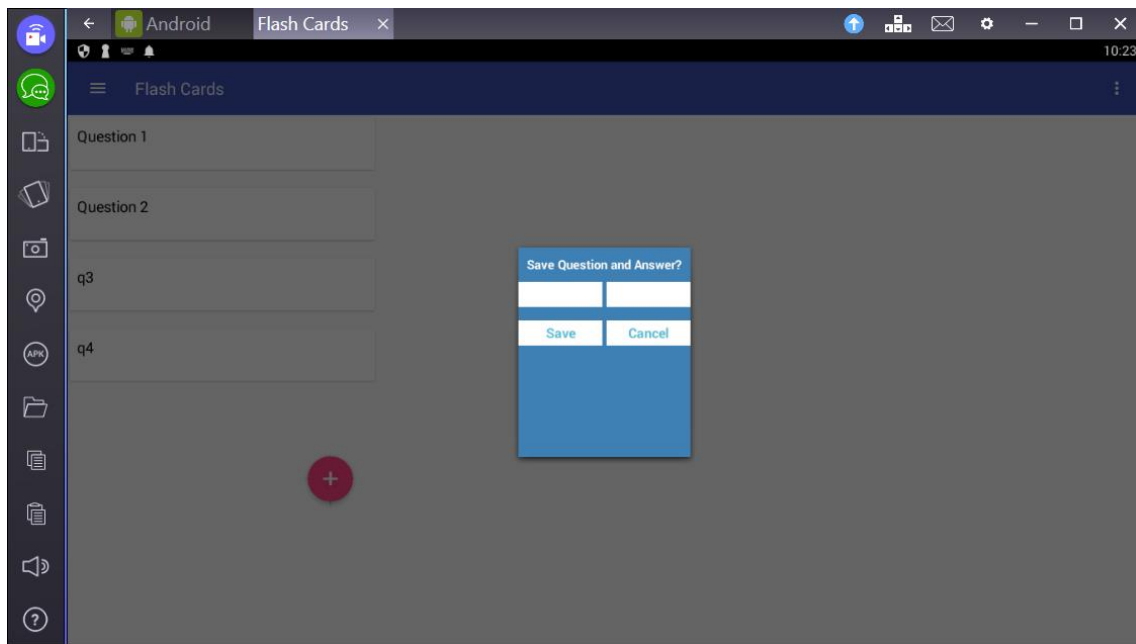 Android Flash Cards
10:23
Flash Cards
Question 1
Question 2
q3
q4
Save Question and Answer?
Save Cancel
APK